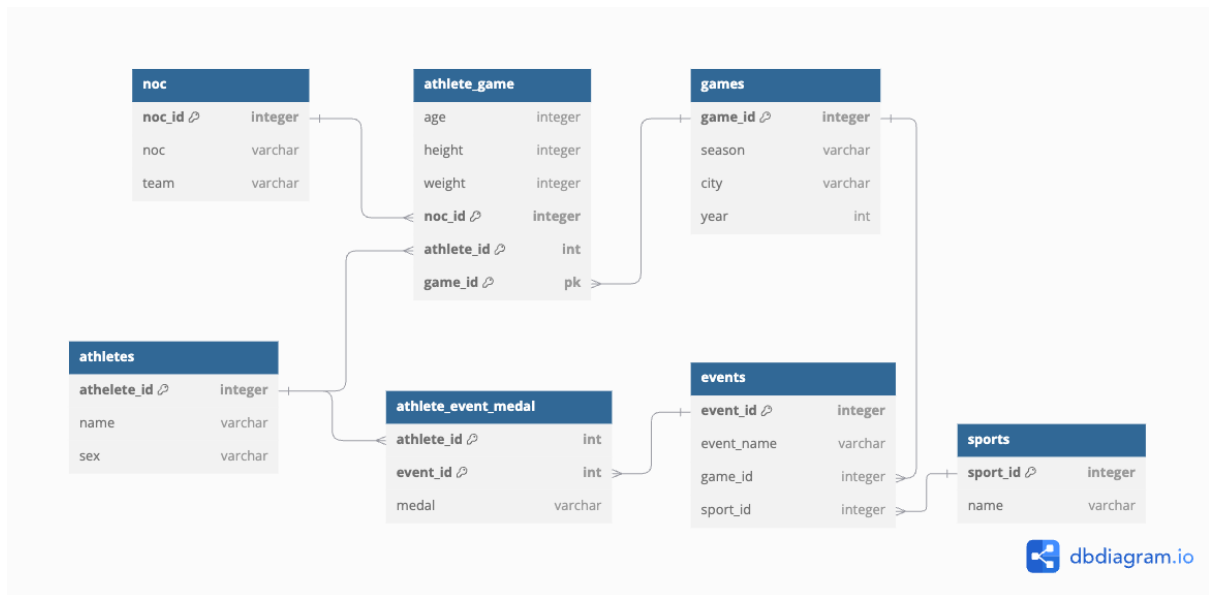 noc
noc_id integer
noc varchar
team varchar
athlete_game
age integer
height integer
weight integer
noc_id integer
athlete_id int
game_id pk
games
game_id integer
season varchar
city varchar
year int
athletes
athelete_id integer
name varchar
sex varchar
athlete_event_medal
athlete_id int
event_id int
medal varchar
events
event_id integer
event_name varchar
game_id integer
sport_id integer
sports
sport_id integer
name varchar
dbdiagram.io